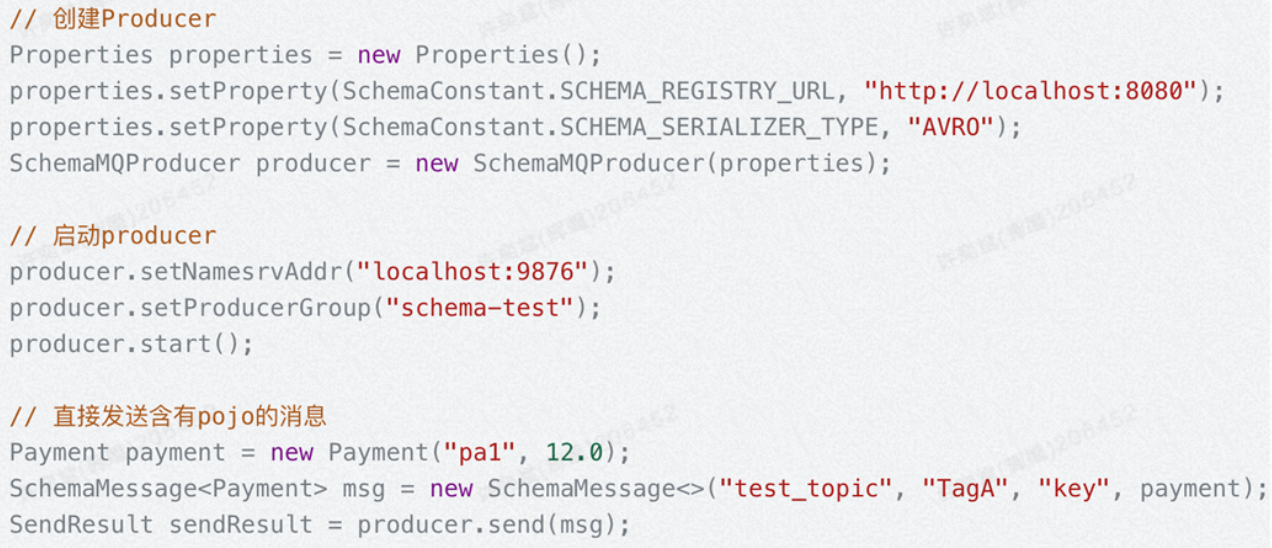 // 创建Producer
Properties properties = new Properties();
properties.setProperty(SchemaConstant.SCHEMA_REGISTRY_URL, "http://localhost:8080");
properties.setProperty(SchemaConstant.SCHEMA_SERIALIZER_TYPE, "AVRO");
SchemaMQProducer producer = new SchemaMQProducer(properties);
// 启动producer
producer.setNamesrvAddr("localhost:9876");
producer.setProducerGroup("schema-test");
producer.start();
// 直接发送含有pojo的消息
Payment payment = new Payment("pa1", 12.0);
SchemaMessage<Payment> msg = new SchemaMessage<>("test_topic", "TagA", "key", payment);
SendResult sendResult = producer.send(msg);